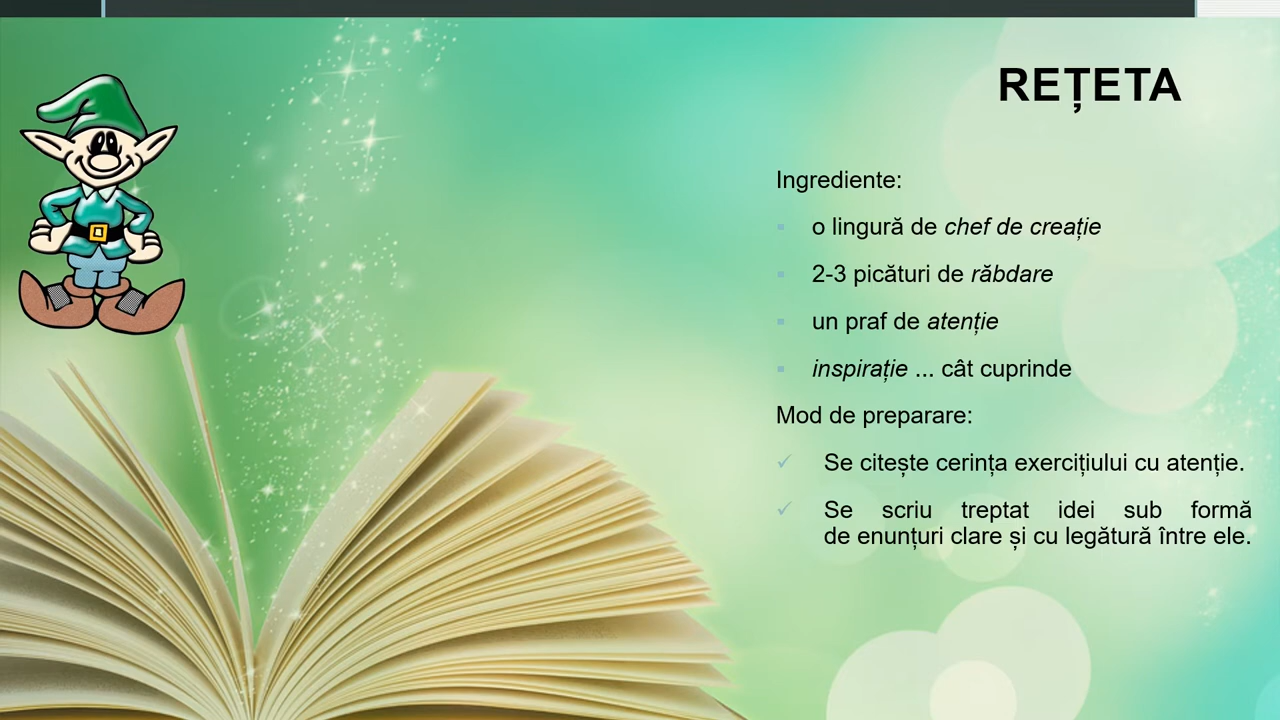 REȚETA
Ingrediente:
o lingură de chef de creație
2-3 picături de răbdare
un praf de atenție
inspirație ... cât cuprinde
Mod de preparare:
Se citește cerința exercițiului cu atenție.
Se scriu treptat idei sub formă
de enunțuri clare și cu legătură între ele.